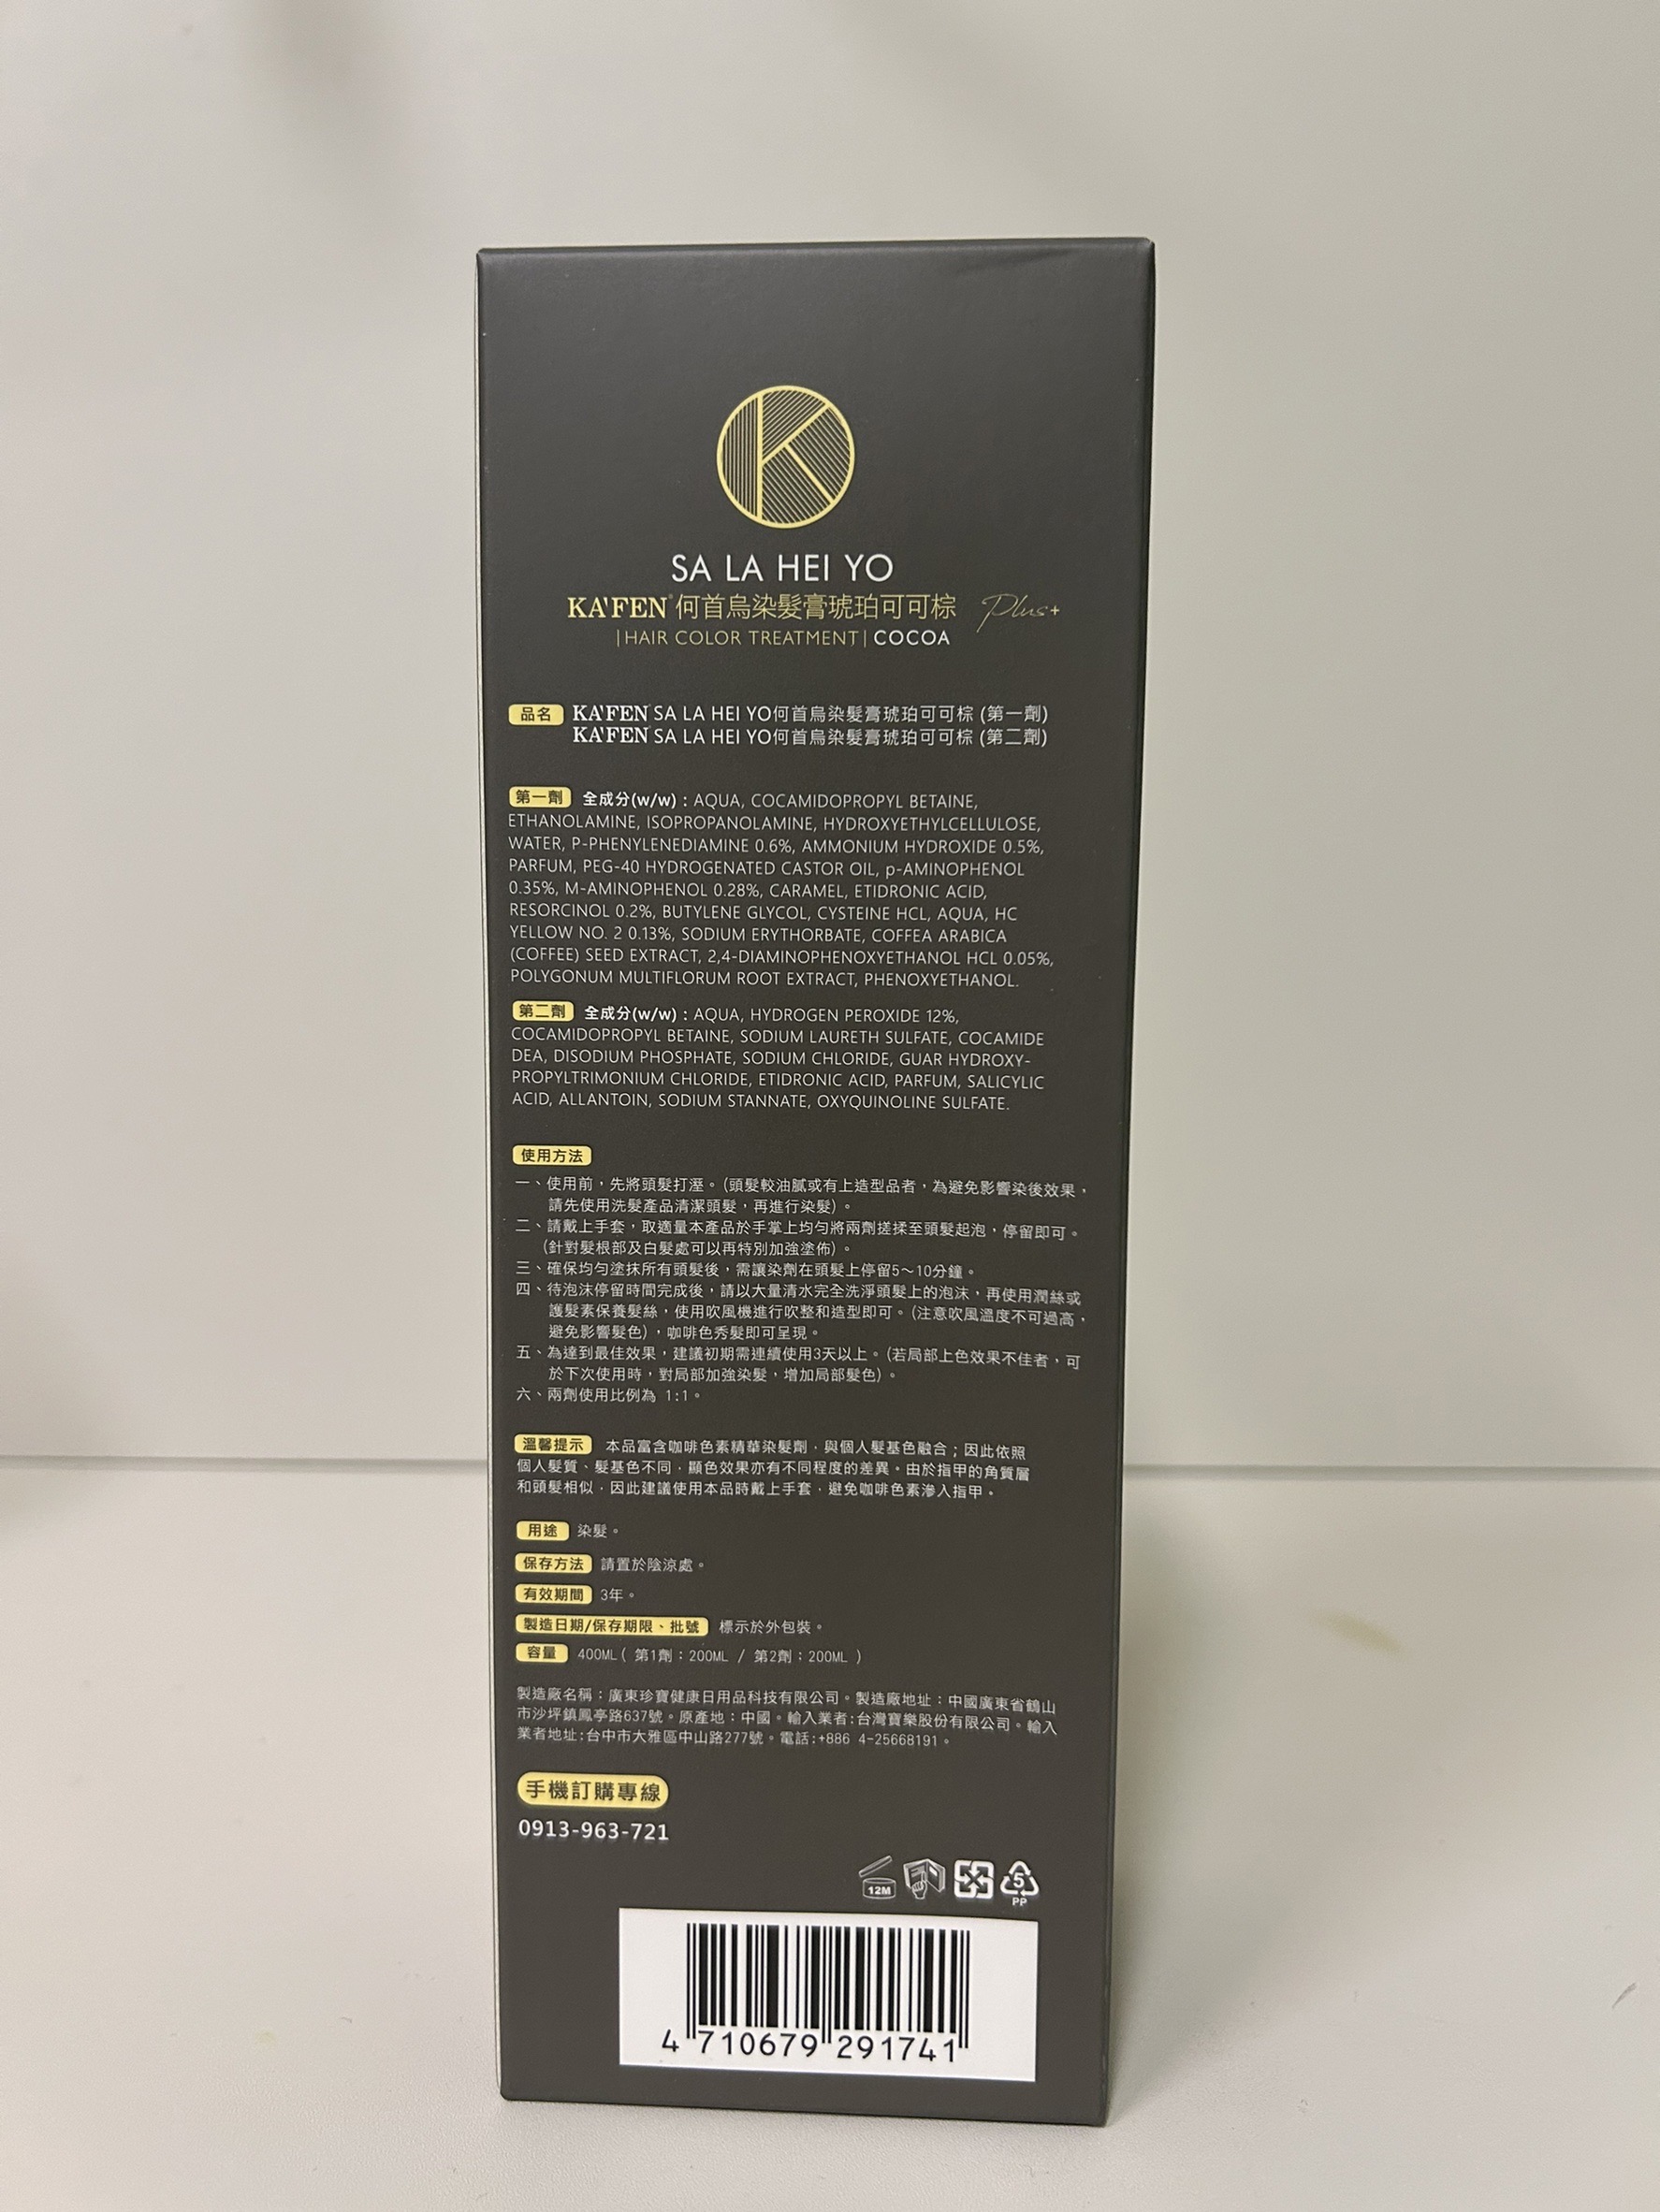 K
SA LA HEI YO
KA'FEN®何首烏染髮膏琥珀可可棕 Plus+
|HAIR COLOR TREATMENT| COCOA
品名 KA'FEN SA LA HEI YO何首烏染髮膏琥珀可可棕 (第一劑)
KA'FEN SA LA HEI YO何首烏染髮膏琥珀可可棕 (第二劑)
第一劑 全成分(w/w)：AQUA, COCAMIDOPROPYL BETAINE,
ETHANOLAMINE, ISOPROPANOLAMINE, HYDROXYETHYLCELLULOSE,
WATER, P-PHENYLENEDIAMINE 0.6%, AMMONIUM HYDROXIDE 0.5%,
PARFUM, PEG-40 HYDROGENATED CASTOR OIL, p-AMINOPHENOL
0.35%, M-AMINOPHENOL 0.28%, CARAMEL, ETIDRONIC ACID,
RESORCINOL 0.2%, BUTYLENE GLYCOL, CYSTEINE HCL, AQUA, HC
YELLOW NO. 2 0.13%, SODIUM ERYTHORBATE, COFFEA ARABICA
(COFFEE) SEED EXTRACT, 2,4-DIAMINOPHENOXYETHANOL HCL 0.05%,
POLYGONUM MULTIFLORUM ROOT EXTRACT, PHENOXYETHANOL.
第二劑 全成分(w/w)：AQUA, HYDROGEN PEROXIDE 12%,
COCAMIDOPROPYL BETAINE, SODIUM LAURETH SULFATE, COCAMIDE
DEA, DISODIUM PHOSPHATE, SODIUM CHLORIDE, GUAR HYDROXY-
PROPYLTRIMONIUM CHLORIDE, ETIDRONIC ACID, PARFUM, SALICYLIC
ACID, ALLANTOIN, SODIUM STANNATE, OXYQUINOLINE SULFATE.
使用方法
一、使用前，先將頭髮打溼。(頭髮較油膩或有上造型品者，為避免影響染後效果，
請先使用洗髮產品清潔頭髮，再進行染髮)。
二、請戴上手套，取適量本產品於手掌上均勻將兩劑搓揉至頭髮起泡，停留即可。
(針對髮根部及白髮處可以再特別加強塗佈)。
三、確保均勻塗抹所有頭髮後，需讓染劑在頭髮上停留5～10分鐘。
四、待泡沫停留時間完成後，請以大量清水完全洗淨頭髮上的泡沫，再使用潤絲或
護髮素保養髮絲，使用吹風機進行吹整和造型即可。(注意吹風溫度不可過高，
避免影響髮色)，咖啡色秀髮即可呈現。
五、為達到最佳效果，建議初期需連續使用3天以上。(若局部上色效果不佳者，可
於下次使用時，對局部加強染髮，增加局部髮色)。
六、兩劑使用比例為 1:1。
溫馨提示 本品富含咖啡色素精華染髮劑，與個人髮基色融合；因此依照
個人髮質、髮基色不同，顯色效果亦有不同程度的差異。由於指甲的角質層
和頭髮相似，因此建議使用本品時戴上手套，避免咖啡色素滲入指甲。
用途 染髮。
保存方法 請置於陰涼處。
有效期間 3年。
製造日期/保存期限、批號 標示於外包裝。
容量 400ML ( 第1劑：200ML / 第2劑：200ML )
製造廠名稱：廣東珍寶健康日用品科技有限公司。製造廠地址：中國廣東省鶴山
市沙坪鎮鳳亭路637號。原產地：中國。輸入業者:台灣寶樂股份有限公司。輸入
業者地址:台中市大雅區中山路277號。電話:+886 4-25668191。
手機訂購專線
0913-963-721
12M
5
PP
4 710679 291741